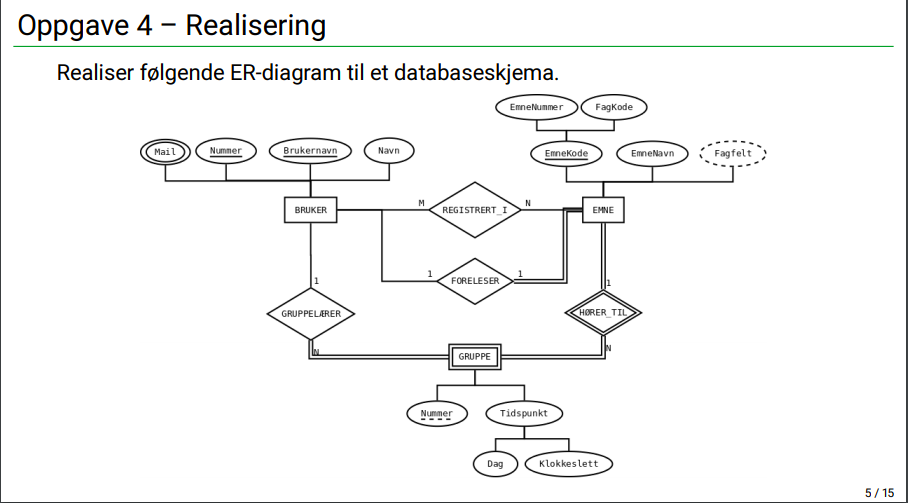 Oppgave 4 – Realisering
Realiser følgende ER-diagram til et databaseskjema.
EmneNummer FagKode
Mail Nummer Brukernavn Navn EmneKode EmneNavn Fagfelt
BRUKER M REGISTRERT_I N EMNE
1 FORELESER 1
1 1
GRUPPELÆRER HØRER_TIL
N GRUPPE N
Nummer Tidspunkt
Dag Klokkeslett
5 / 15